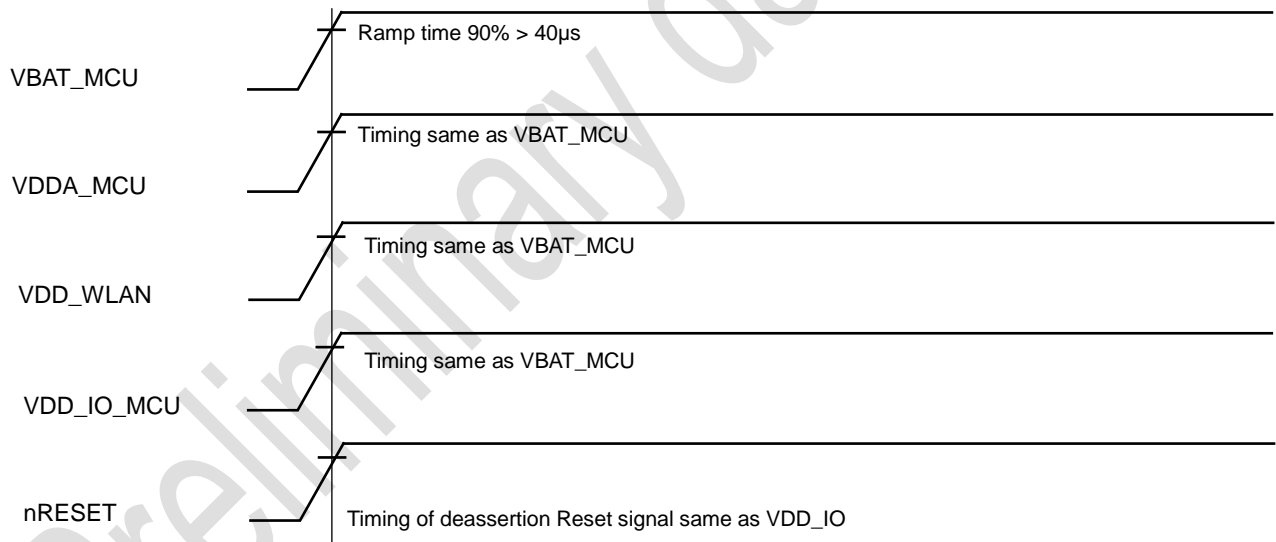 Ramp time 90% > 40μs
VBAT_MCU
Timing same as VBAT_MCU
VDDA_MCU
Timing same as VBAT_MCU
VDD_WLAN
Timing same as VBAT_MCU
VDD_IO_MCU
nRESET
Timing of deassertion Reset signal same as VDD_IO
preliminary